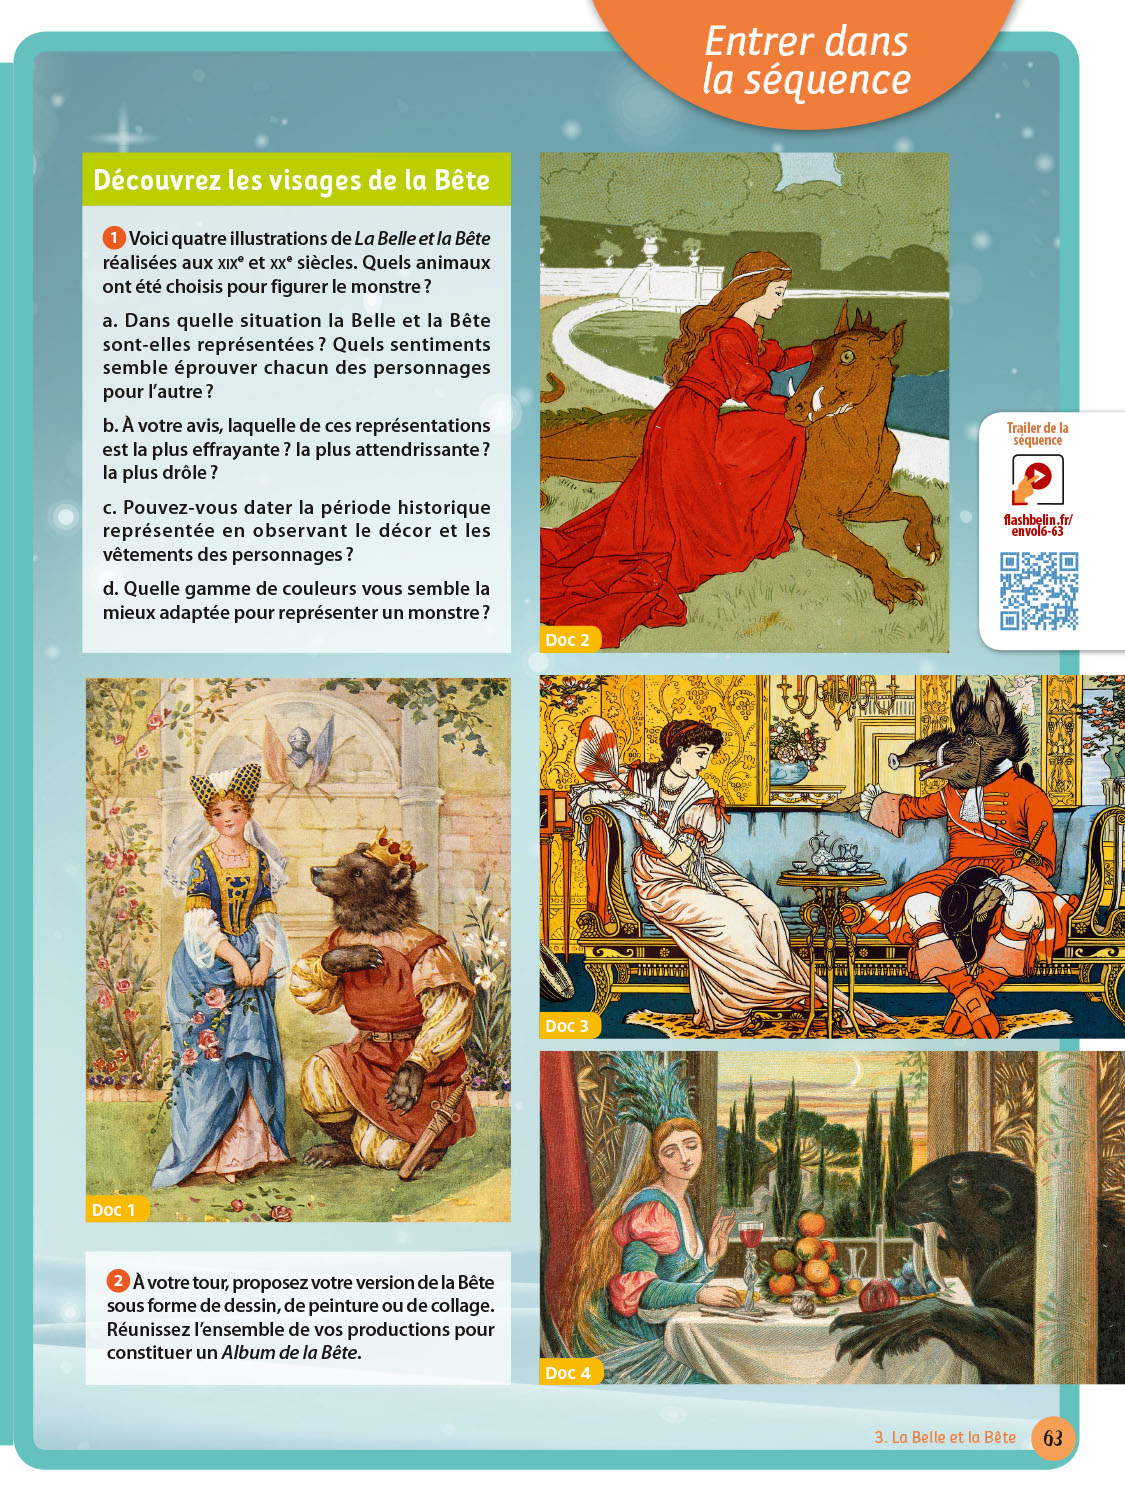 Entrer dans
la séquence
Découvrez les visages de la Bête
1 Voici quatre illustrations de La Belle et la Bête
réalisées aux XIXe et XXe siècles. Quels animaux
ont été choisis pour figurer le monstre ?
a. Dans quelle situation la Belle et la Bête
sont-elles représentées ? Quels sentiments
semble éprouver chacun des personnages
pour l’autre ?
b. À votre avis, laquelle de ces représentations
est la plus effrayante ? la plus attendrissante ?
la plus drôle ?
c. Pouvez-vous dater la période historique
représentée en observant le décor et les
vêtements des personnages ?
d. Quelle gamme de couleurs vous semble la
mieux adaptée pour représenter un monstre ?
Doc 2
Trailer de la
séquence
flashbelin.fr/
envol6-63
Doc 1
Doc 3
Doc 4
2 À votre tour, proposez votre version de la Bête
sous forme de dessin, de peinture ou de collage.
Réunissez l’ensemble de vos productions pour
constituer un Album de la Bête.
3. La Belle et la Bête 63